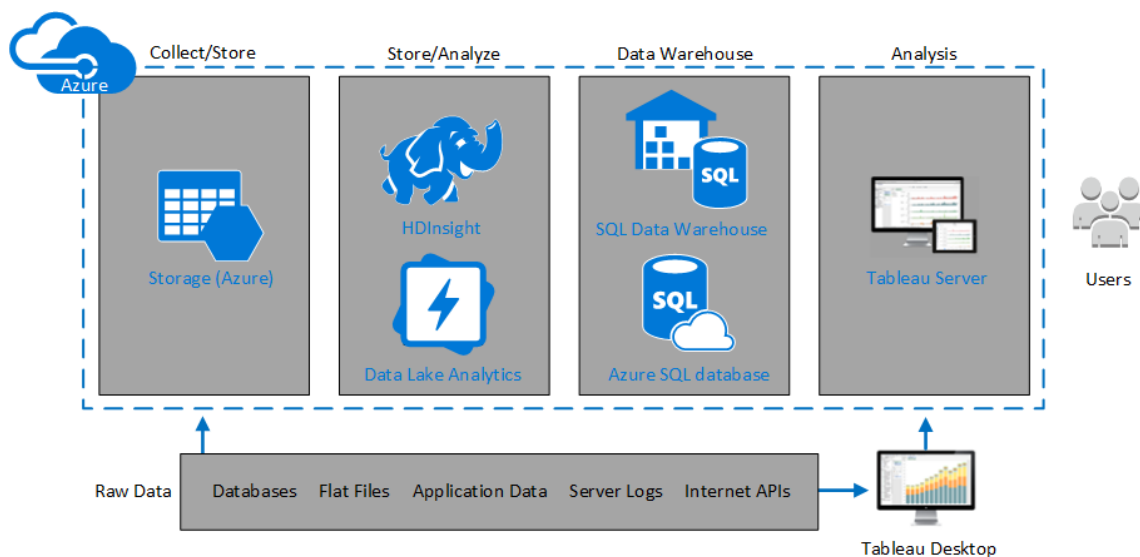 Collect/Store
Store/Analyze
Data Warehouse
Analysis
Azure
SQL
HDInsight
SQL Data Warehouse
Storage (Azure)
Tableau Server
Users
SQL
Data Lake Analytics
Azure SQL database
Raw Data
Databases
Flat Files
Application Data
Server Logs
Internet APIs
Tableau Desktop